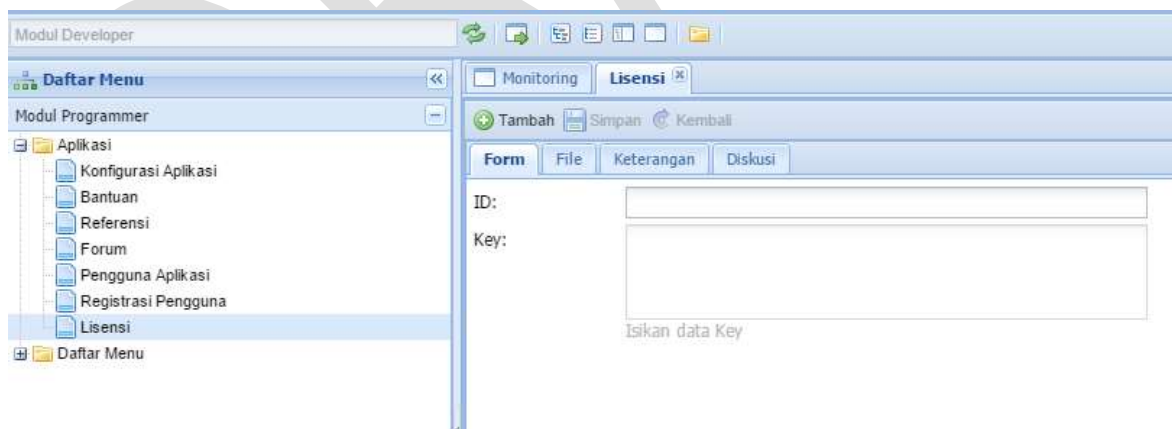 Modul Developer
Daftar Menu
Modul Programmer
Aplikasi
Konfigurasi Aplikasi
Bantuan
Referensi
Forum
Pengguna Aplikasi
Registrasi Pengguna
Lisensi
Daftar Menu
Monitoring Lisensi
Tambah Simpan Kembali
Form File Keterangan Diskusi
ID:
Key:
Isikan data Key